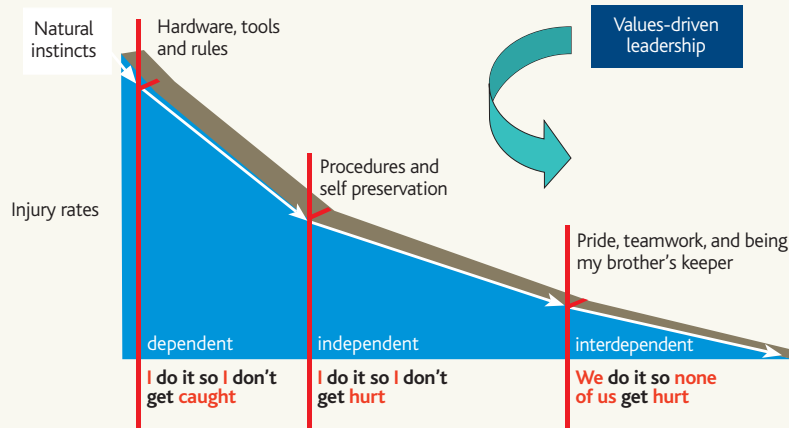 Natural
instincts
Hardware, tools
and rules
Values-driven
leadership
Procedures and
self preservation
Injury rates
Pride, teamwork, and being
my brother’s keeper
dependent
independent
interdependent
I do it so I don’t
get caught
I do it so I don’t
get hurt
We do it so none
of us get hurt